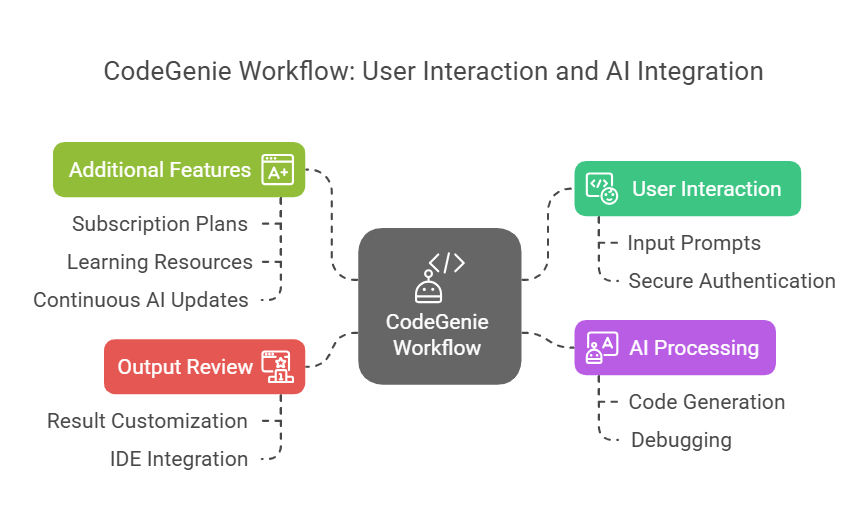 CodeGenie Workflow: User Interaction and AI Integration
Additional Features
A+
Subscription Plans
Learning Resources
Continuous AI Updates
Output Review
1
Result Customization
IDE Integration
</>
CodeGenie
Workflow
</>
User Interaction
Input Prompts
Secure Authentication
A
AI Processing
Code Generation
Debugging